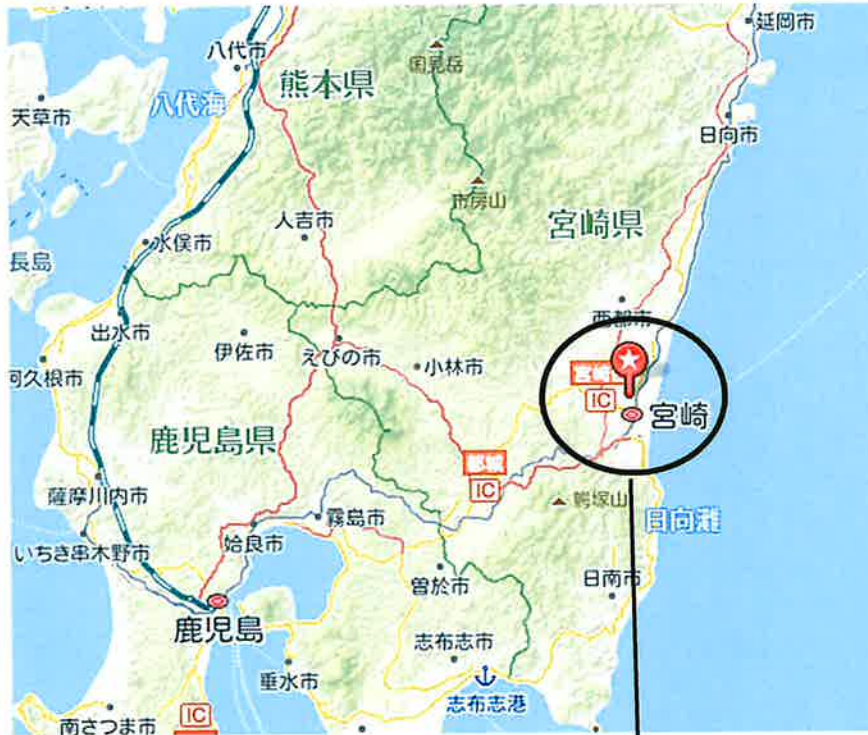 延岡市
八代市
国見岳
熊本県
天草市
八代海
日向市
市房山
人吉市
宮崎県
水俣市
長島
西都市
出水市
伊佐市
えびの市
小林市
阿久根市
宮崎
IC
宮崎
鹿児島県
都城
IC
薩摩川内市
鰐塚山
霧島市
日向灘
姶良市
いちき串木野市
曽於市
日南市
鹿児島
志布志市
垂水市
志布志港
IC
南さつま市